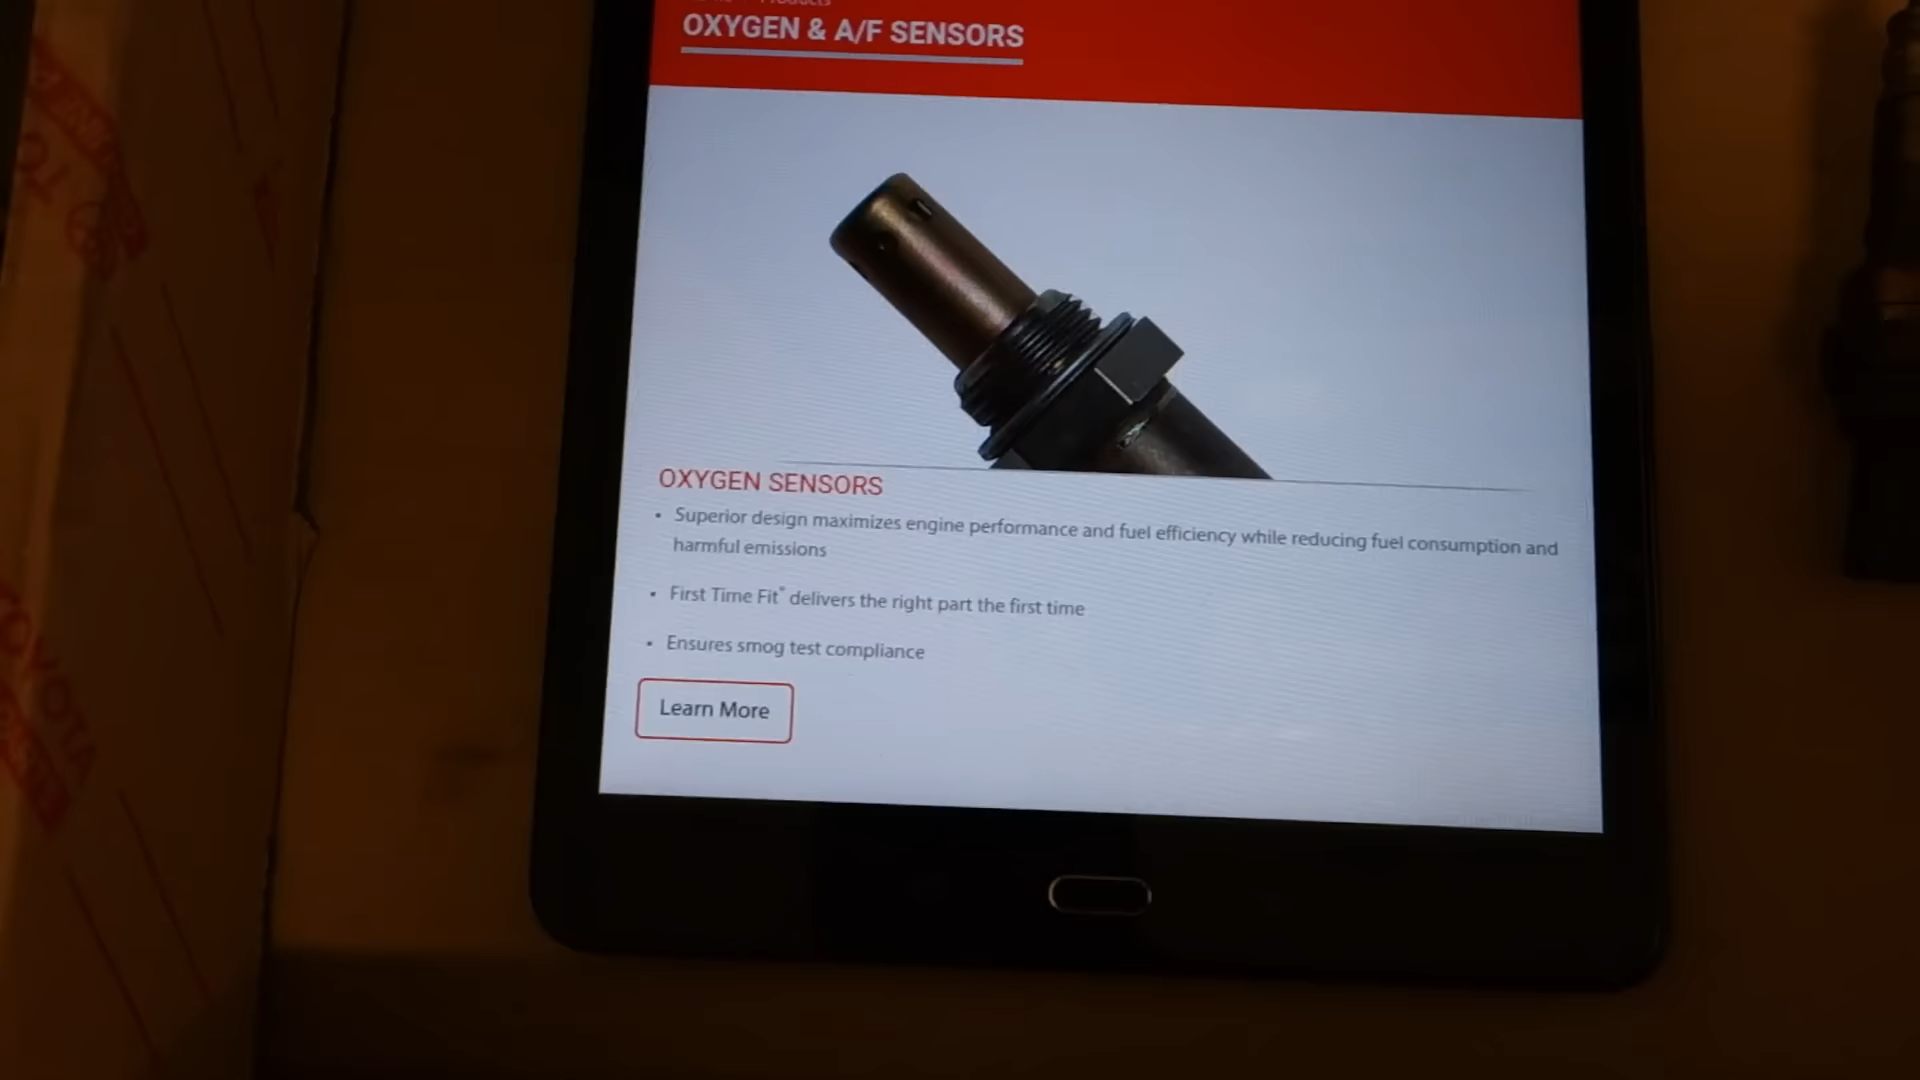 OXYGEN & A/F SENSORS
OXYGEN SENSORS
• Superior design maximizes engine performance and fuel efficiency while reducing fuel consumption and
harmful emissions
• First Time Fit® delivers the right part the first time
• Ensures smog test compliance
Learn More
TOYOTA